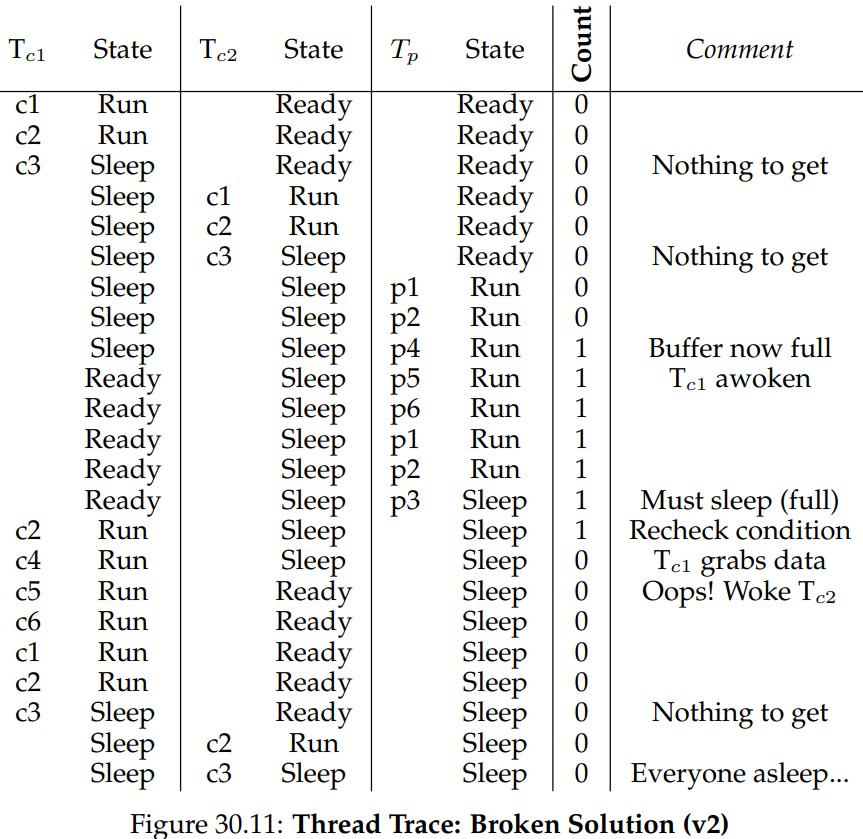 T_c1 State T_c2 State T_p State Count Comment
c1 Run Ready Ready 0
c2 Run Ready Ready 0
c3 Sleep Ready Ready 0 Nothing to get
Sleep c1 Run Ready 0
Sleep c2 Run Ready 0
Sleep c3 Sleep Ready 0 Nothing to get
Sleep Sleep p1 Run 0
Sleep Sleep p2 Run 0
Sleep Sleep p4 Run 1 Buffer now full
Ready Sleep p5 Run 1 T_c1 awoken
Ready Sleep p6 Run 1
Ready Sleep p1 Run 1
Ready Sleep p2 Run 1
Ready Sleep p3 Sleep 1 Must sleep (full)
c2 Run Sleep Sleep 1 Recheck condition
c4 Run Sleep Sleep 0 T_c1 grabs data
c5 Run Ready Sleep 0 Oops! Woke T_c2
c6 Run Ready Sleep 0
c1 Run Ready Sleep 0
c2 Run Ready Sleep 0
c3 Sleep Ready Sleep 0 Nothing to get
Sleep c2 Run Sleep 0
Sleep c3 Sleep Sleep 0 Everyone asleep...
Figure 30.11: Thread Trace: Broken Solution (v2)